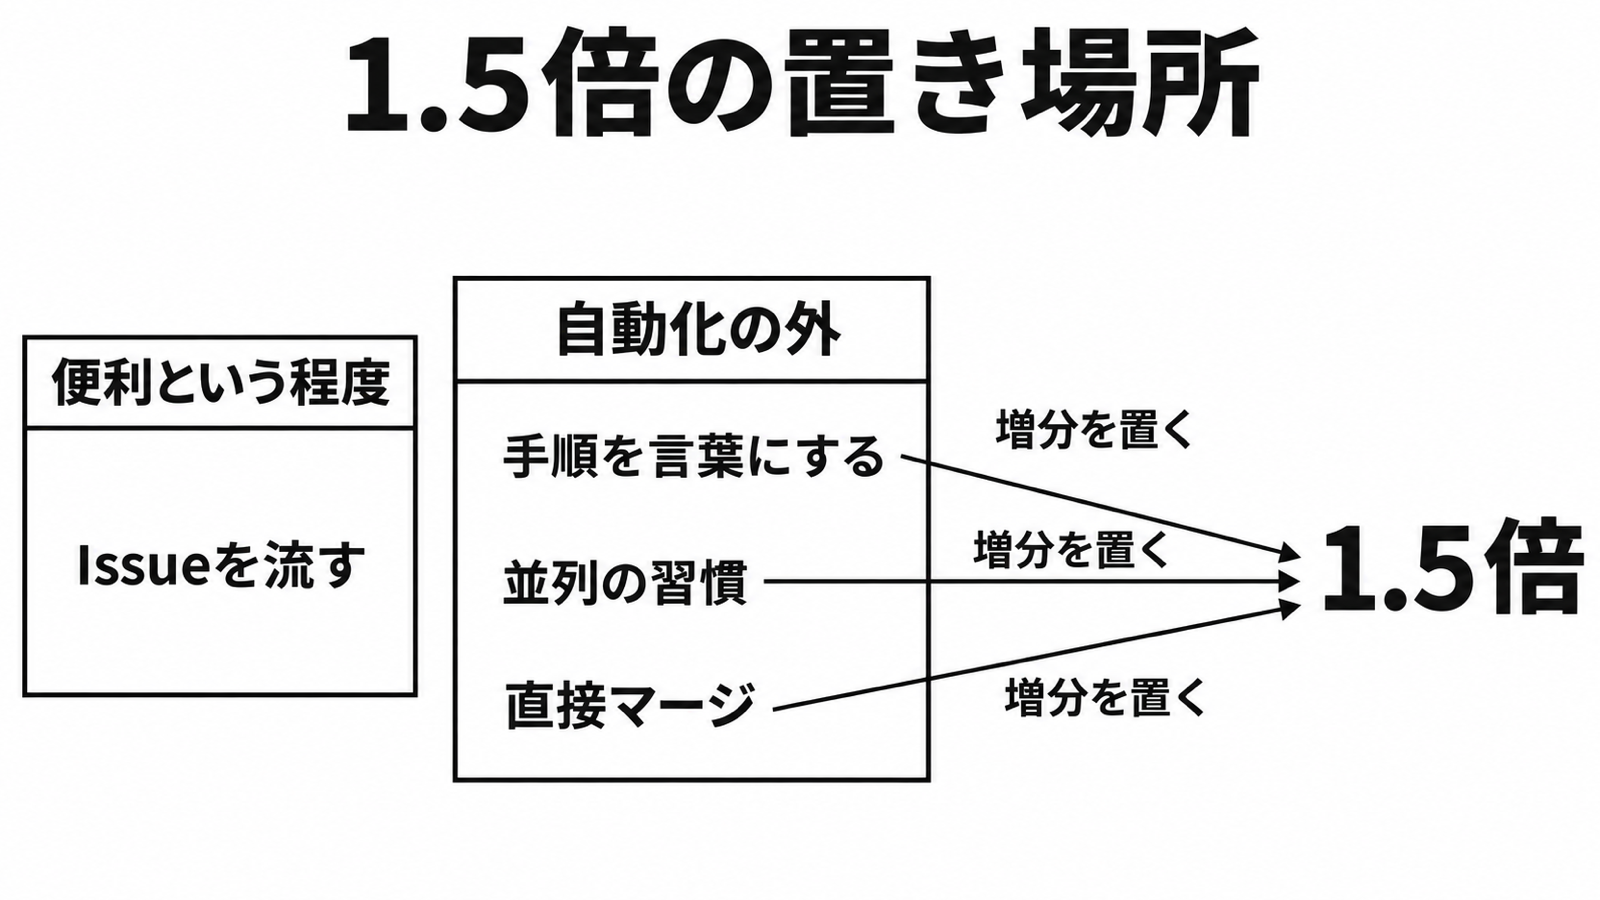 1.5倍の置き場所
便利という程度
Issueを流す
自動化の外
手順を言葉にする
並列の習慣
直接マージ
増分を置く
増分を置く
増分を置く
1.5倍